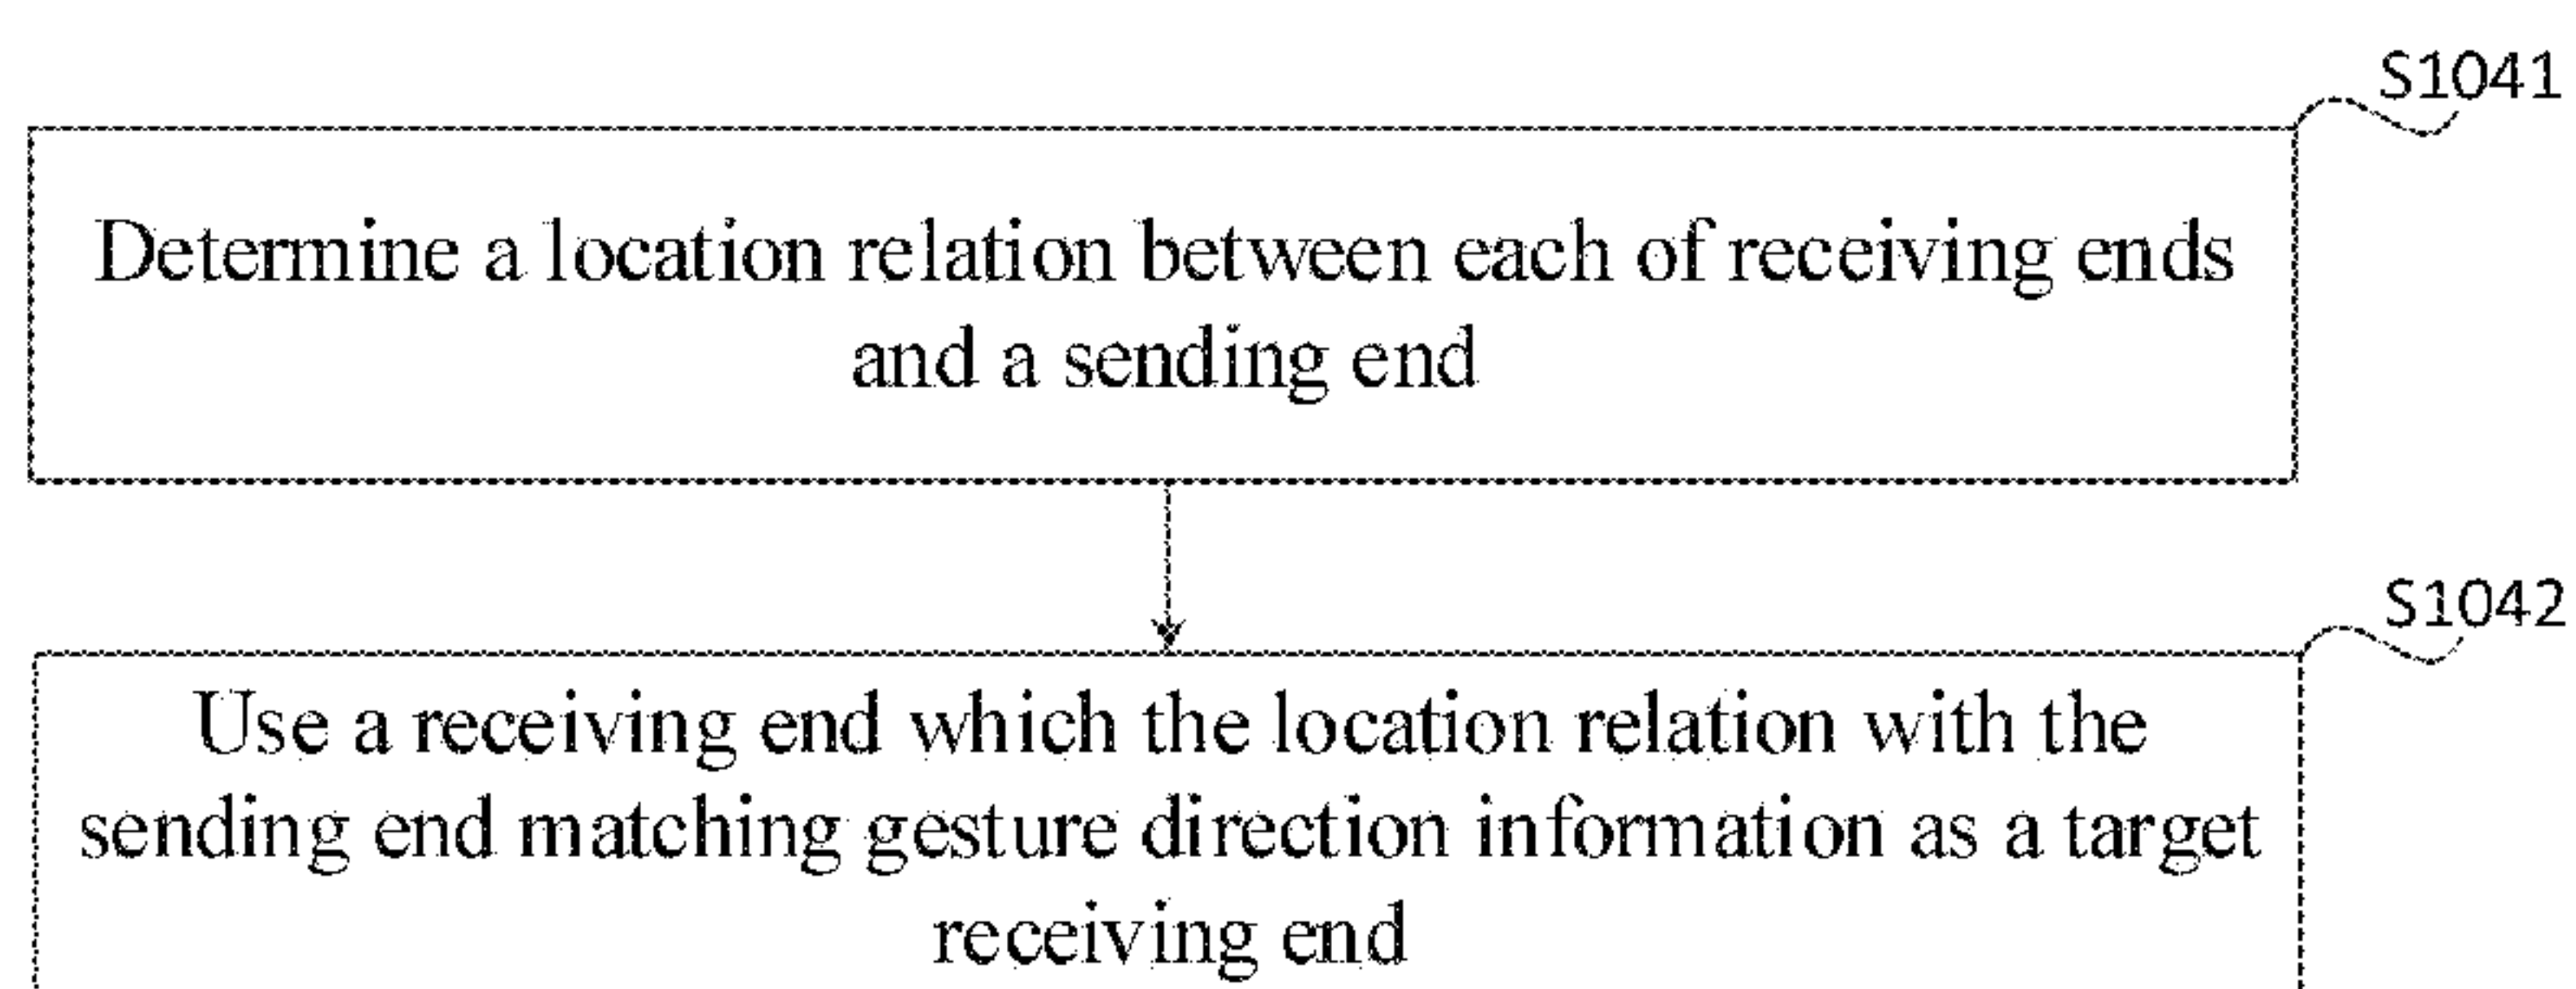 S1041
Determine a location relation between each of receiving ends
and a sending end
S1042
Use a receiving end which the location relation with the
sending end matching gesture direction information as a target
receiving end